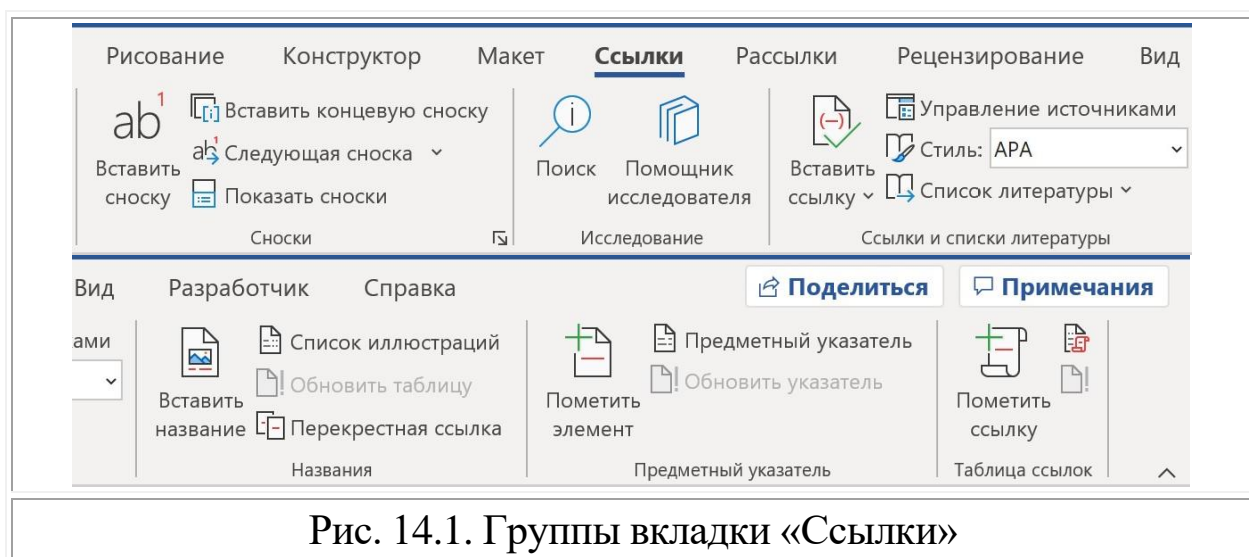 Рисование Конструктор Макет Ссылки Рассылки Рецензирование Вид
ab1 Вставить сноску
Вставить концевую сноску
ab Следующая сноска
Показать сноски
Сноски
Поиск
Помощник исследователя
Исследование
Вставить ссылку
Управление источниками
Стиль: APA
Список литературы
Ссылки и списки литературы
Вид Разработчик Справка Поделиться Примечания
ами
Вставить название
Список иллюстраций
Обновить таблицу
Перекрестная ссылка
Названия
Пометить элемент
Предметный указатель
Обновить указатель
Предметный указатель
Пометить ссылку
Таблица ссылок
Рис. 14.1. Группы вкладки «Ссылки»